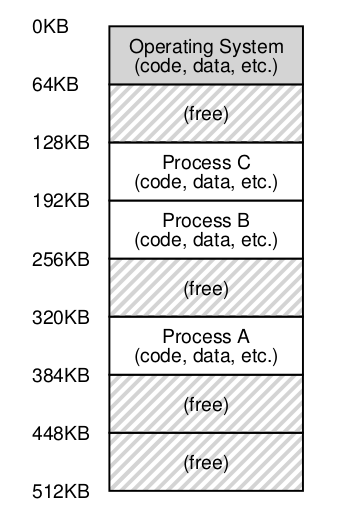 0KB
Operating System
(code, data, etc.)
64KB
(free)
128KB
Process C
(code, data, etc.)
192KB
Process B
(code, data, etc.)
256KB
(free)
320KB
Process A
(code, data, etc.)
384KB
(free)
448KB
(free)
512KB